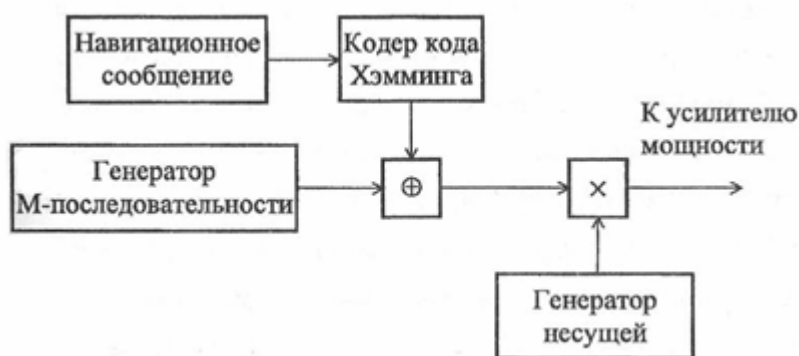 Навигационное
сообщение
Кодер кода
Хэмминга
К усилителю
мощности
Генератор
М-последовательности
⊕
×
Генератор
несущей